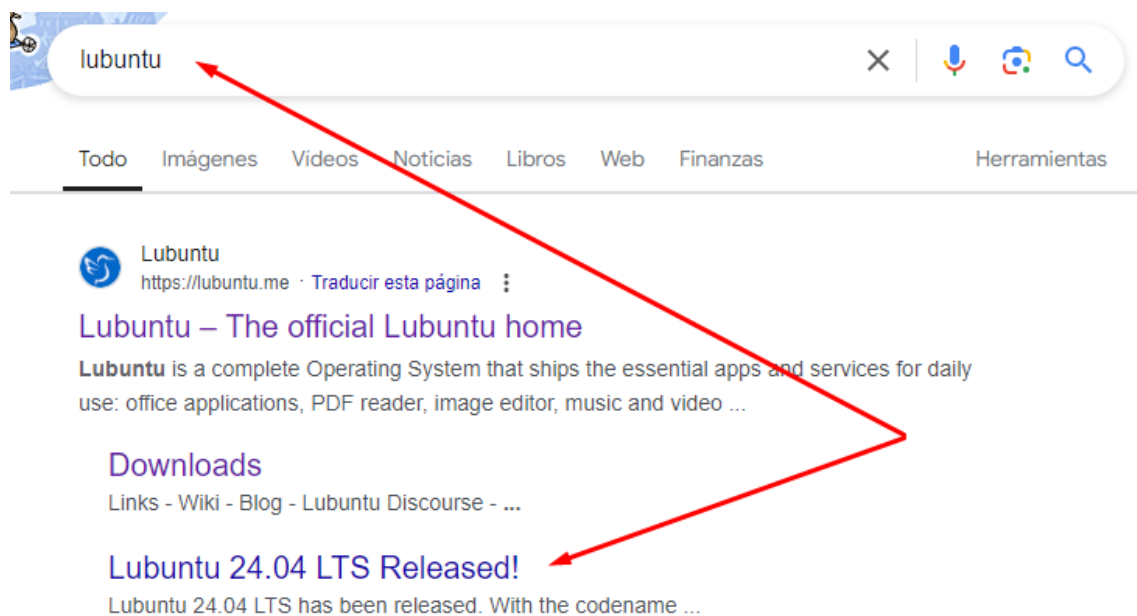 lubuntu
Todo Imágenes Videos Noticias Libros Web Finanzas Herramientas
Lubuntu
https://lubuntu.me · Traducir esta página
Lubuntu – The official Lubuntu home
Lubuntu is a complete Operating System that ships the essential apps and services for daily
use: office applications, PDF reader, image editor, music and video ...
Downloads
Links - Wiki - Blog - Lubuntu Discourse - ...
Lubuntu 24.04 LTS Released!
Lubuntu 24.04 LTS has been released. With the codename ...